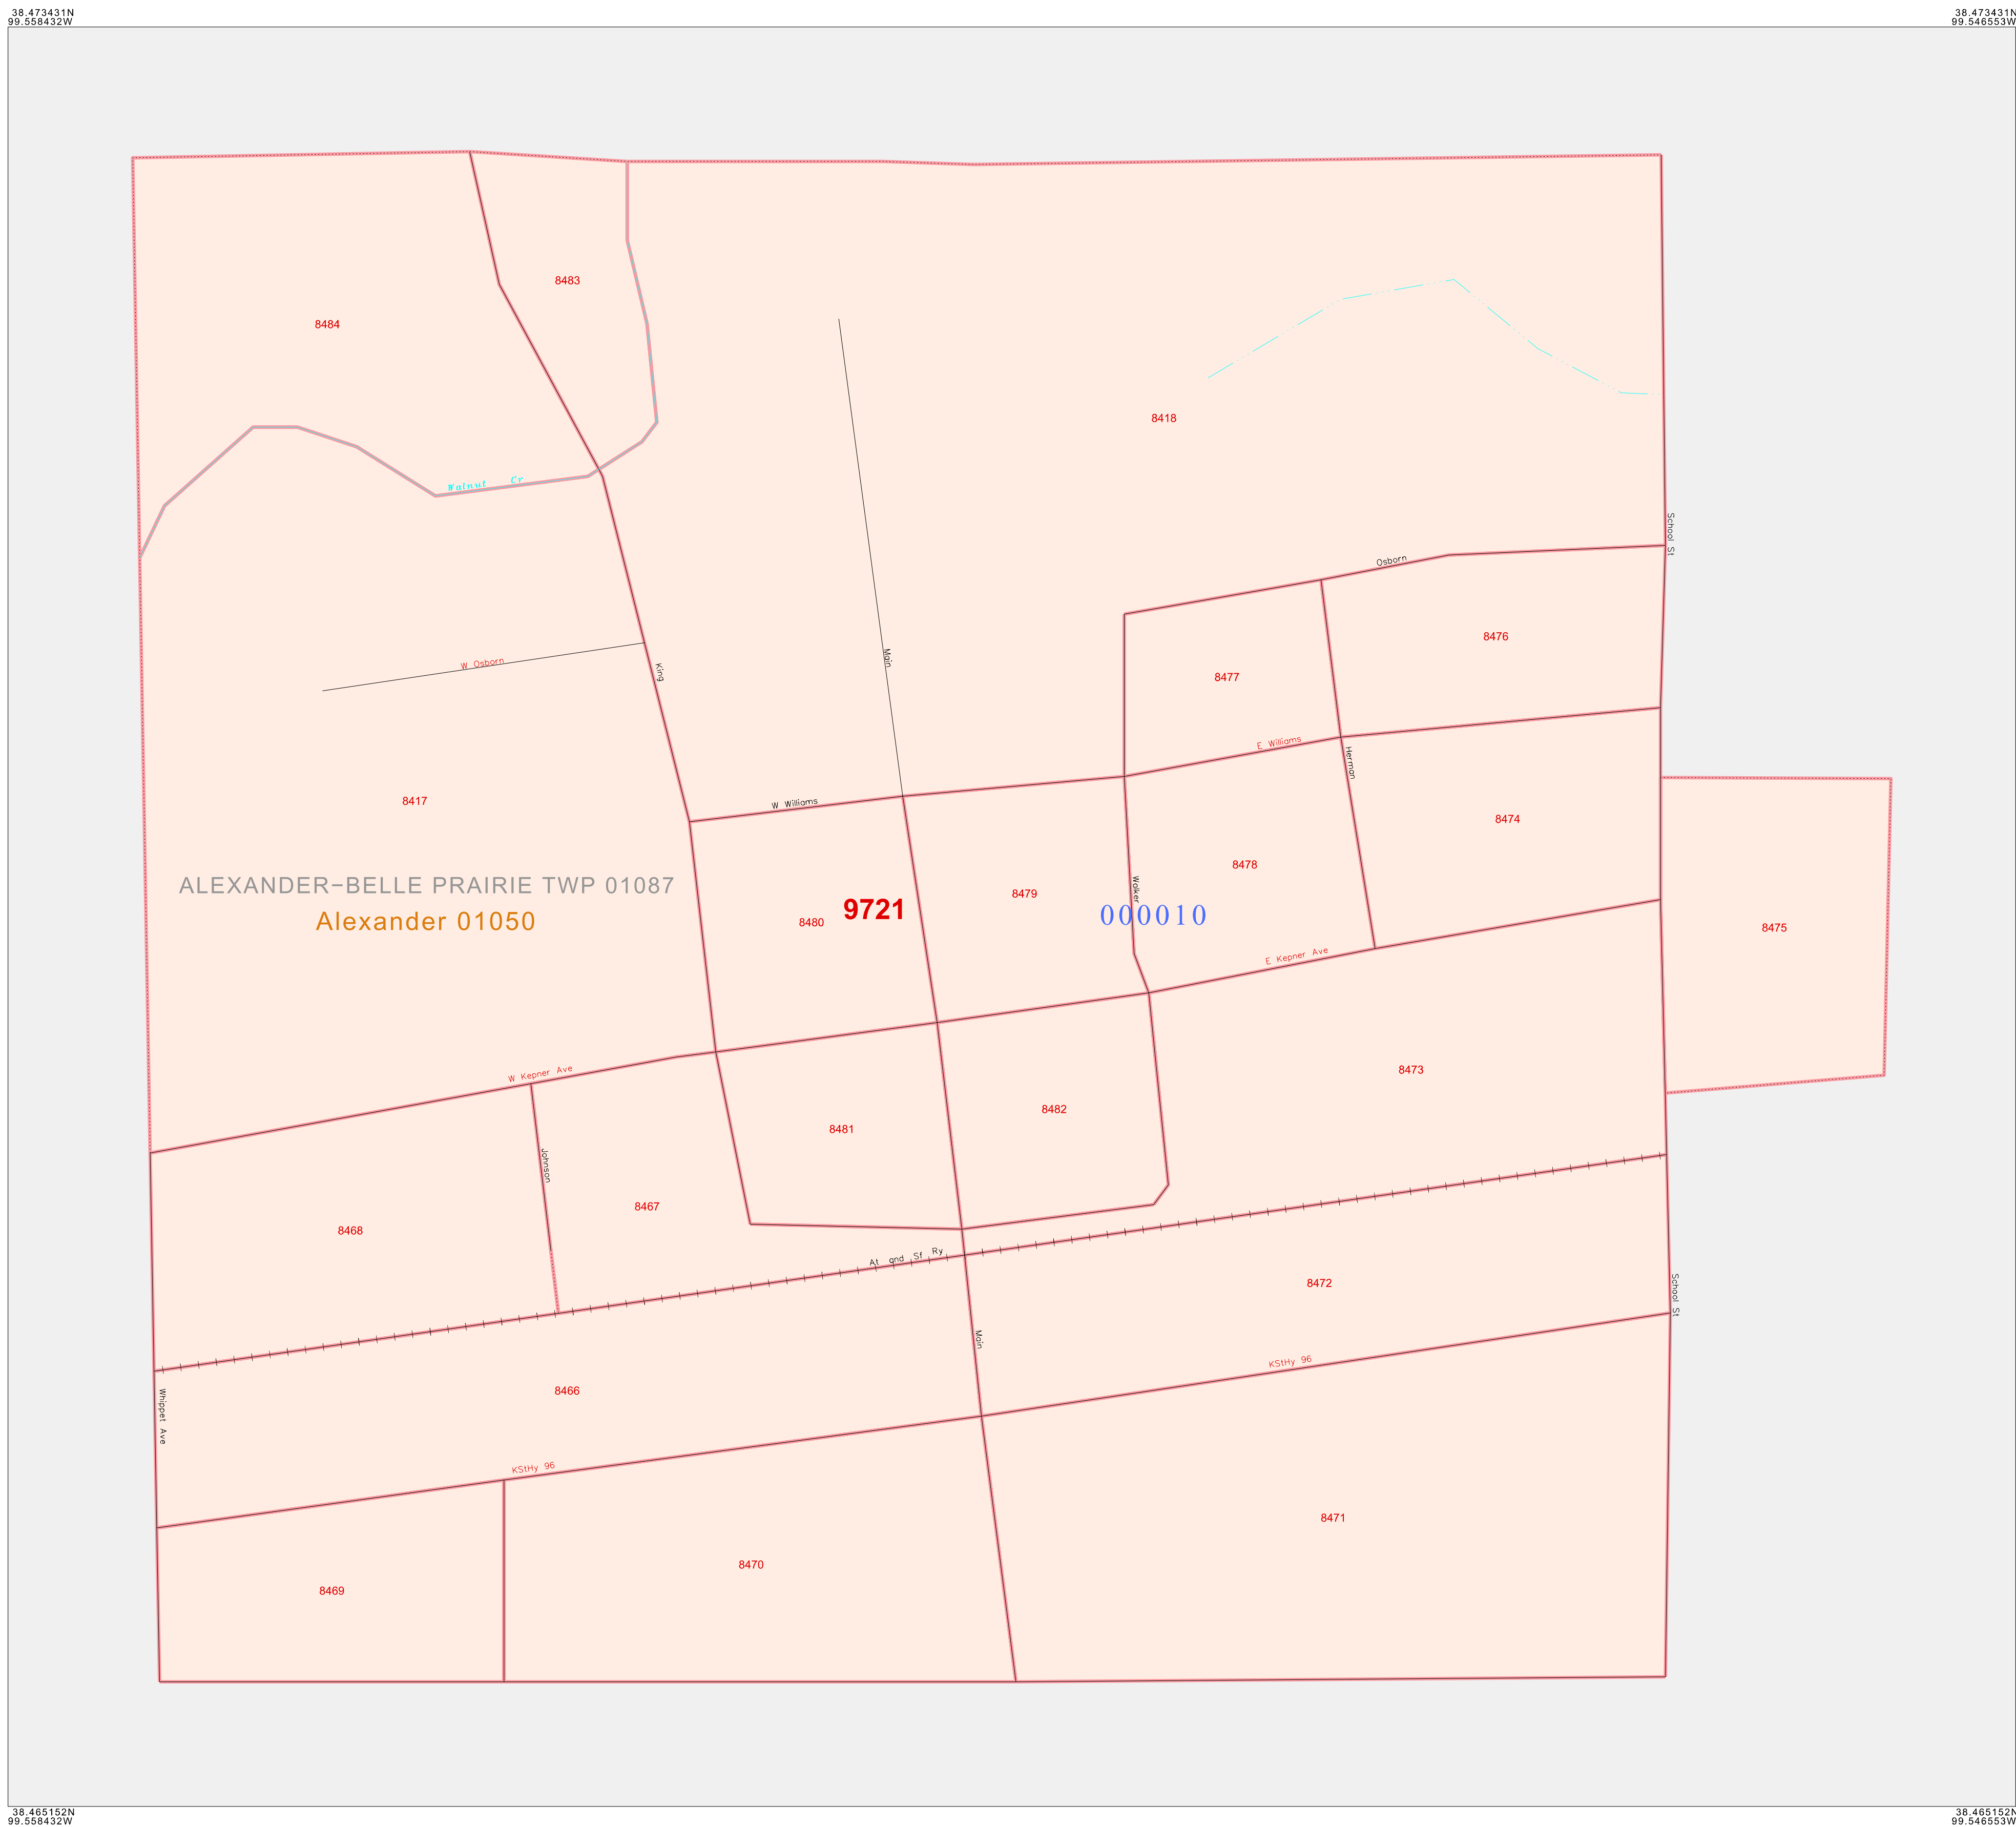 38.473431N
99.558432W
38.473431N
99.546553W
8483
8484
8418
Walnut Cr
School St
Osborn
8476
W Osborn
King
Main
8477
E Williams
Herman
W Williams
8417
8474
8478
ALEXANDER-BELLE PRAIRIE TWP 01087
Walker
8479
9721
000010
Alexander 01050
8480
8475
E Kepner Ave
W Kepner Ave
8473
8482
8481
Johnson
8467
8468
At and Sf Ry
8472
School St
Main
KStHy 96
8466
Whippet Ave
KStHy 96
8471
8470
8469
38.465152N
99.558432W
38.465152N
99.546553W